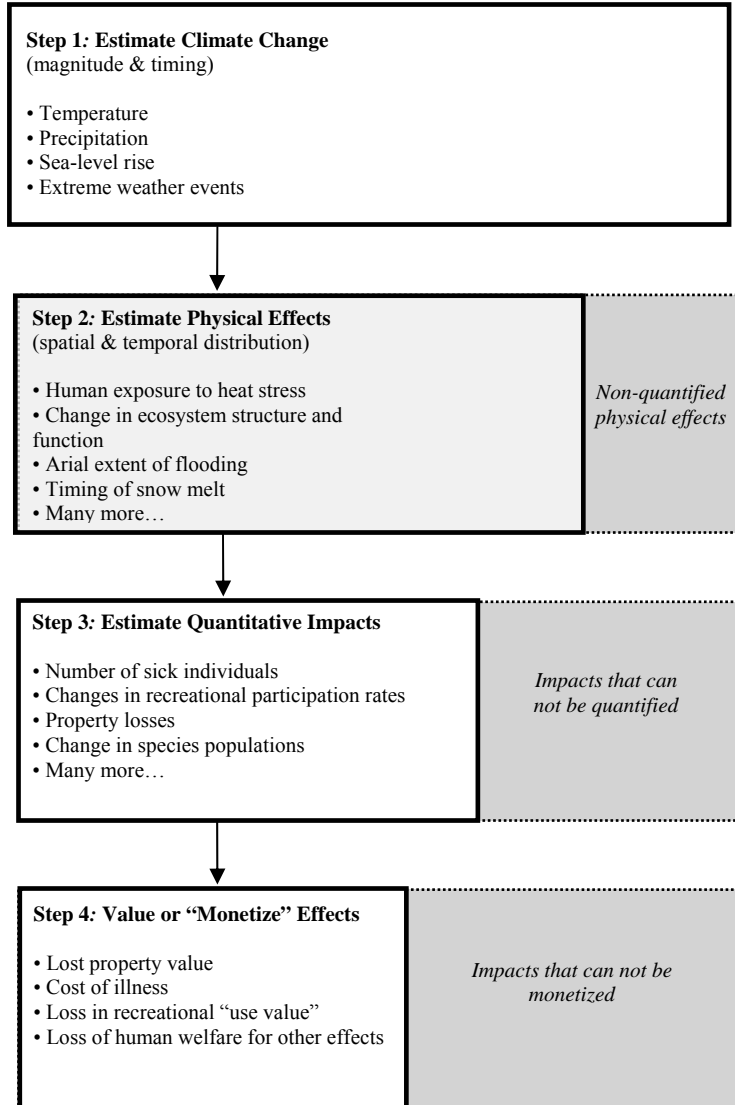 Step 1: Estimate Climate Change
(magnitude & timing)
• Temperature
• Precipitation
• Sea-level rise
• Extreme weather events
Step 2: Estimate Physical Effects
(spatial & temporal distribution)
• Human exposure to heat stress
• Change in ecosystem structure and
function
• Arial extent of flooding
• Timing of snow melt
• Many more…
Non-quantified
physical effects
Step 3: Estimate Quantitative Impacts
• Number of sick individuals
• Changes in recreational participation rates
• Property losses
• Change in species populations
• Many more…
Impacts that can
not be quantified
Step 4: Value or “Monetize” Effects
• Lost property value
• Cost of illness
• Loss in recreational “use value”
• Loss of human welfare for other effects
Impacts that can not be
monetized